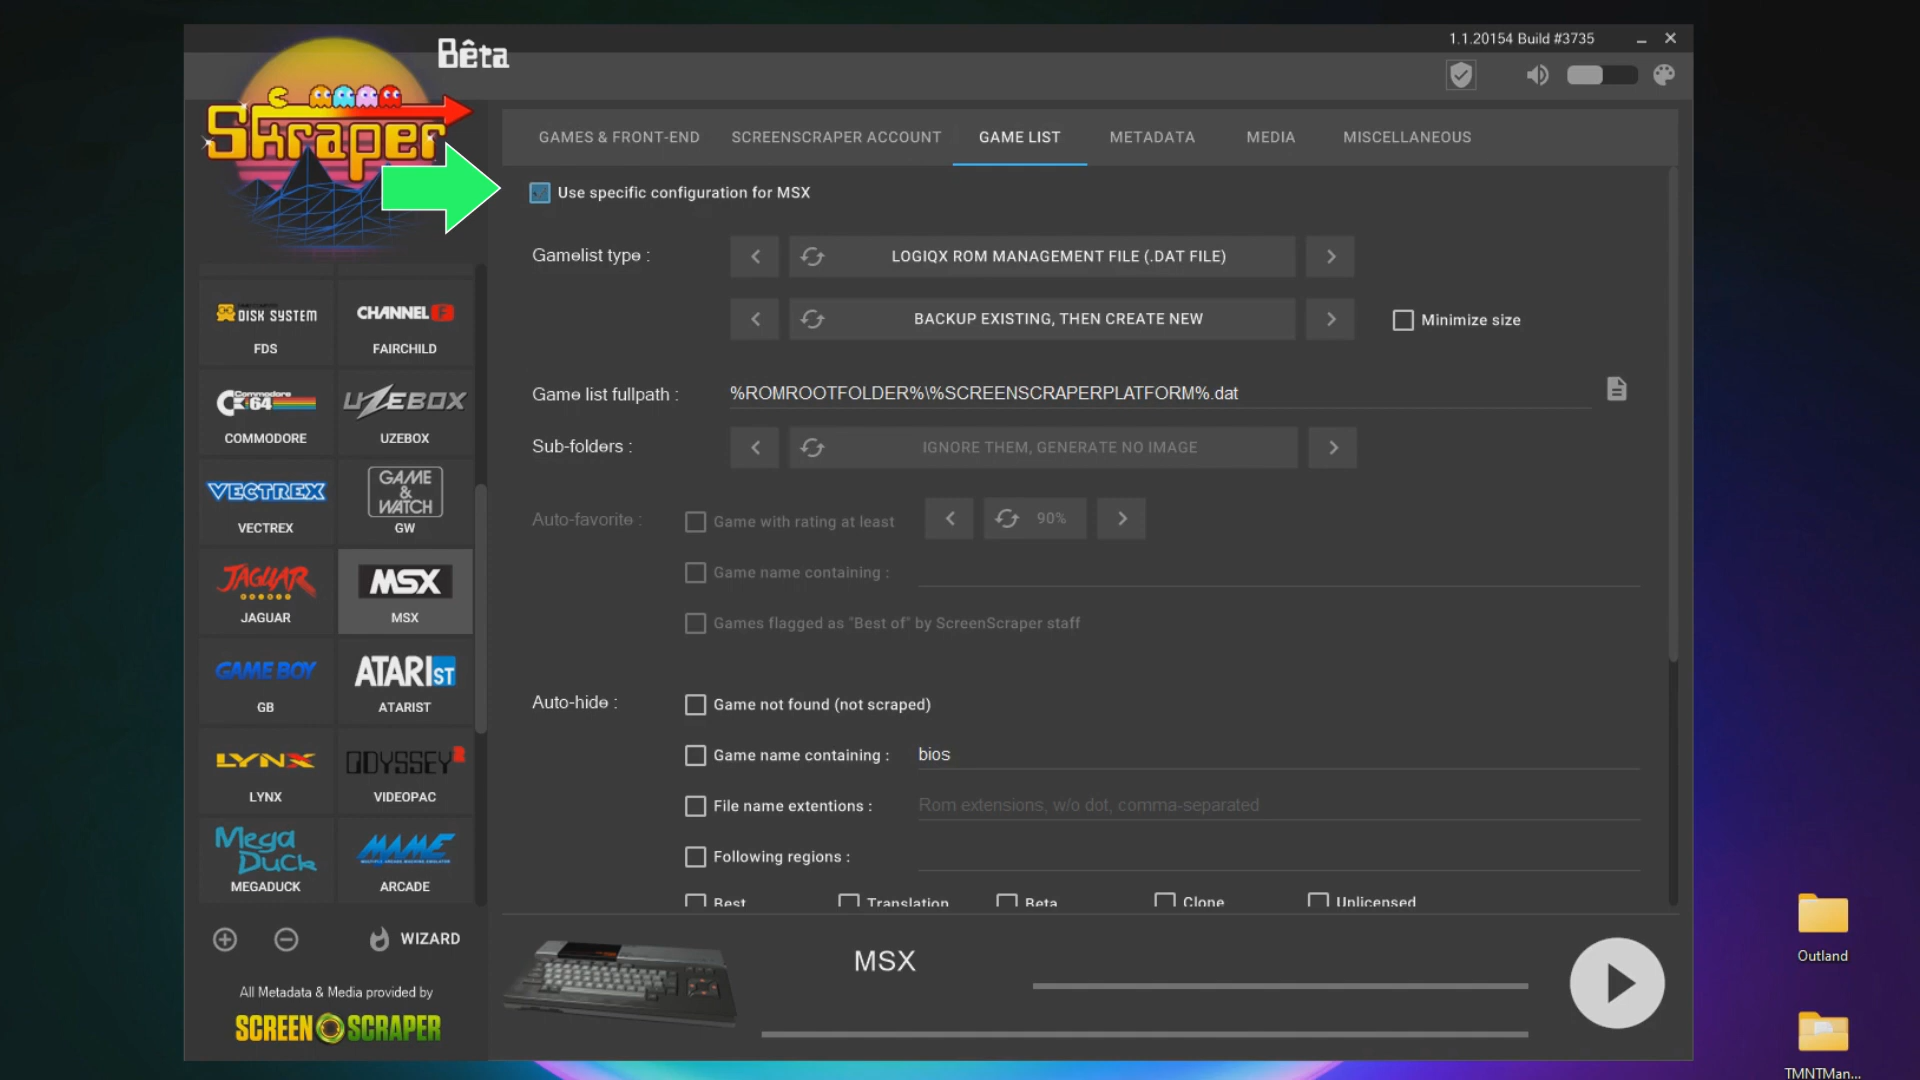 Bêta
1.1.20154 Build #3735
Skraper
GAMES & FRONT-END
SCREENSCRAPER ACCOUNT
GAME LIST
METADATA
MEDIA
MISCELLANEOUS
Use specific configuration for MSX
Gamelist type :
LOGIQX ROM MANAGEMENT FILE (.DAT FILE)
BACKUP EXISTING, THEN CREATE NEW
Minimize size
Game list fullpath :
%ROMROOTFOLDER%\%SCREENSCRAPERPLATFORM%.dat
Sub-folders :
IGNORE THEM, GENERATE NO IMAGE
Auto-favorite :
Game with rating at least
90%
Game name containing :
Games flagged as "Best of" by ScreenScraper staff
Auto-hide :
Game not found (not scraped)
Game name containing :
bios
File name extentions :
Rom extensions, w/o dot, comma-separated
Following regions :
Best
Translation
Beta
Clone
Unlicensed
DISK SYSTEM
FDS
CHANNEL F
FAIRCHILD
Commodore
64
COMMODORE
UZEBOX
UZEBOX
VECTREX
VECTREX
GAME
&
WATCH
GW
JAGUAR
JAGUAR
MSX
MSX
GAME BOY
GB
ATARI ST
ATARIST
LYNX
LYNX
ODYSSEY2
VIDEOPAC
Mega
Duck
MEGADUCK
MAME
ARCADE
WIZARD
All Metadata & Media provided by
SCREEN SCRAPER
MSX
Outland
TMNTMan...